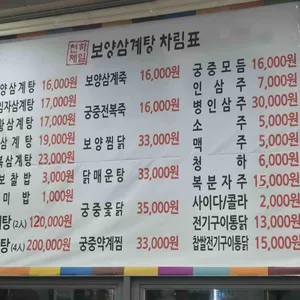 천하제일
보양삼계탕 차림표
양삼계탕 16,000원
임자삼계탕 17,000원
황삼계탕 17,000원
삼계탕 19,000원
복삼계탕 23,000원
보찰밥 3,000원
미밥 1,000원
계탕 (2人) 120,000원
탕 (4人) 200,000원
보양삼계죽 16,000원
궁중전복죽 16,000원
보양찜닭 33,000원
닭매운탕 33,000원
궁중옻닭 35,000원
궁중약계찜 33,000원
궁중모듬 16,000원
인삼주 7,000원
병인삼주 30,000원
소주 5,000원
맥주 5,000원
청하 6,000원
복분자주 15,000원
사이다/콜라 2,000원
전기구이통닭 13,000원
찹쌀전기구이통닭 15,000원